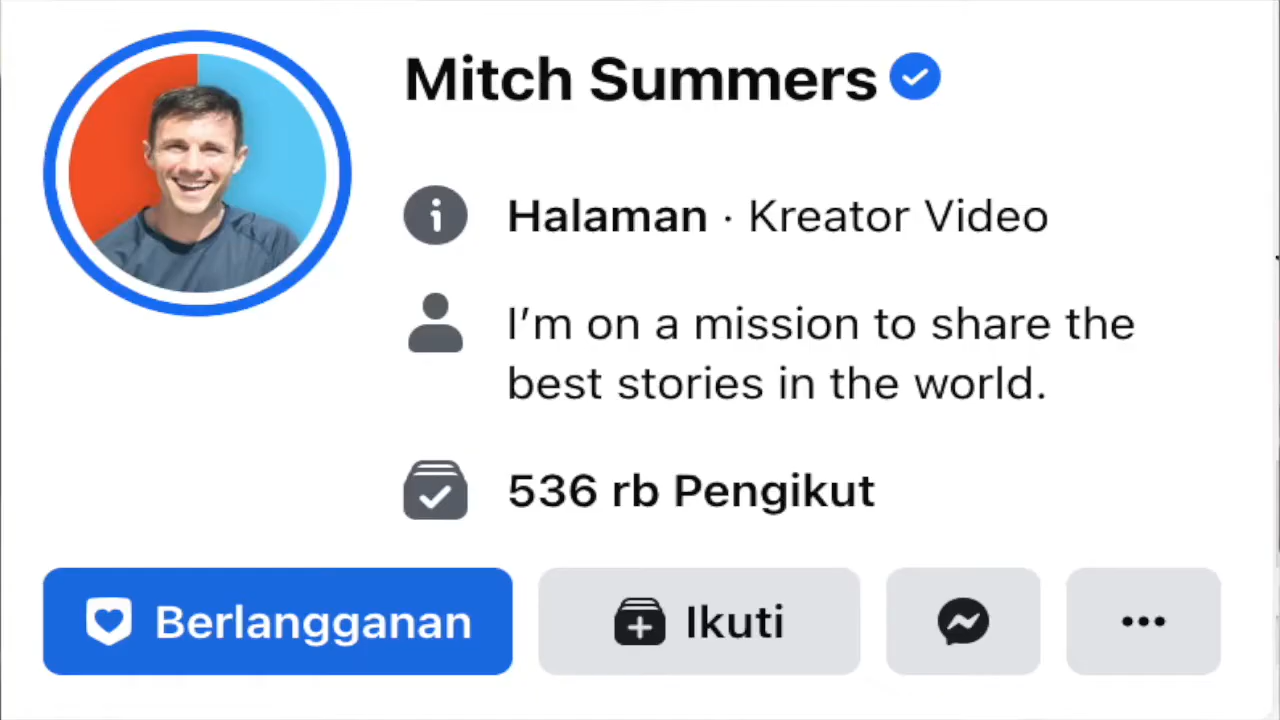 Mitch Summers
Halaman · Kreator Video
I’m on a mission to share the
best stories in the world.
536 rb Pengikut
Berlangganan
Ikuti